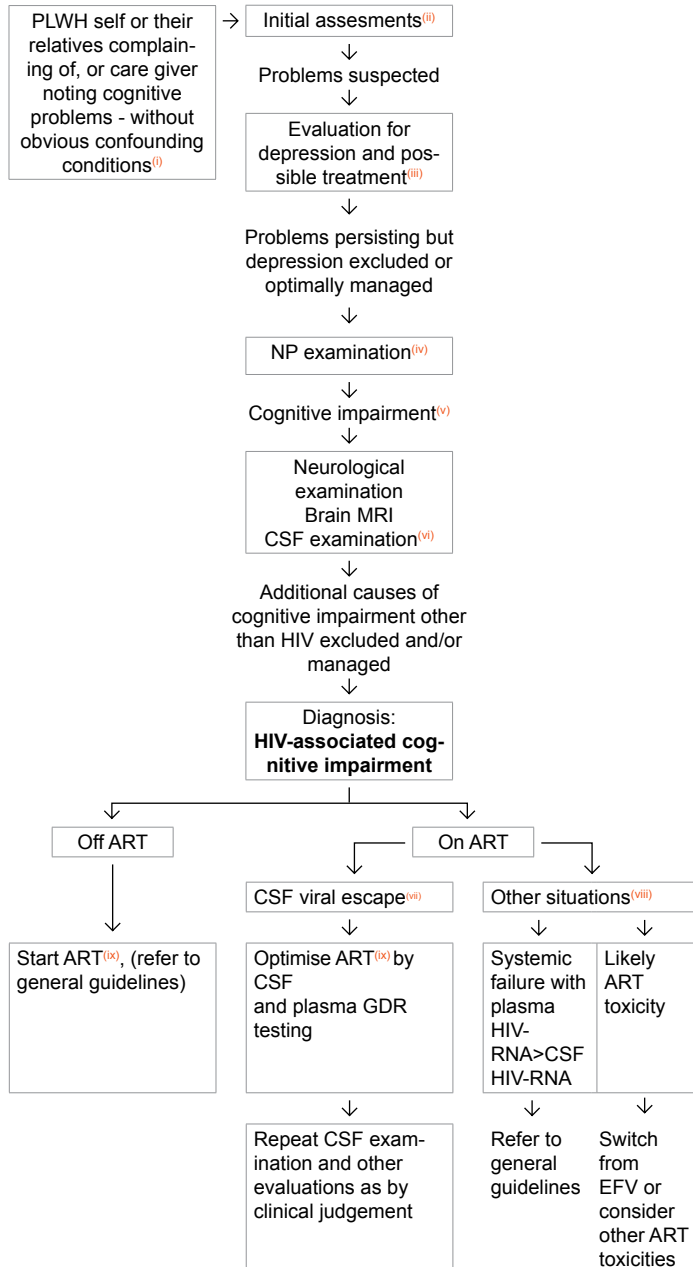 PLWH self or their
relatives complain-
ing of, or care giver
noting cognitive
problems - without
obvious confounding
conditions(i)
Initial assesments(ii)
Problems suspected
Evaluation for
depression and pos-
sible treatment(iii)
Problems persisting but
depression excluded or
optimally managed
NP examination(iv)
Cognitive impairment(v)
Neurological
examination
Brain MRI
CSF examination(vi)
Additional causes of
cognitive impairment other
than HIV excluded and/or
managed
Diagnosis:
HIV-associated cog-
nitive impairment
Off ART
On ART
Start ART(ix), (refer to
general guidelines)
CSF viral escape(vii)
Optimise ART(ix) by
CSF
and plasma GDR
testing
Repeat CSF exam-
ination and other
evaluations as by
clinical judgement
Other situations(viii)
Systemic
failure with
plasma
HIV-
RNA>CSF
HIV-RNA
Refer to
general
guidelines
Likely
ART
toxicity
Switch
from
EFV or
consider
other ART
toxicities